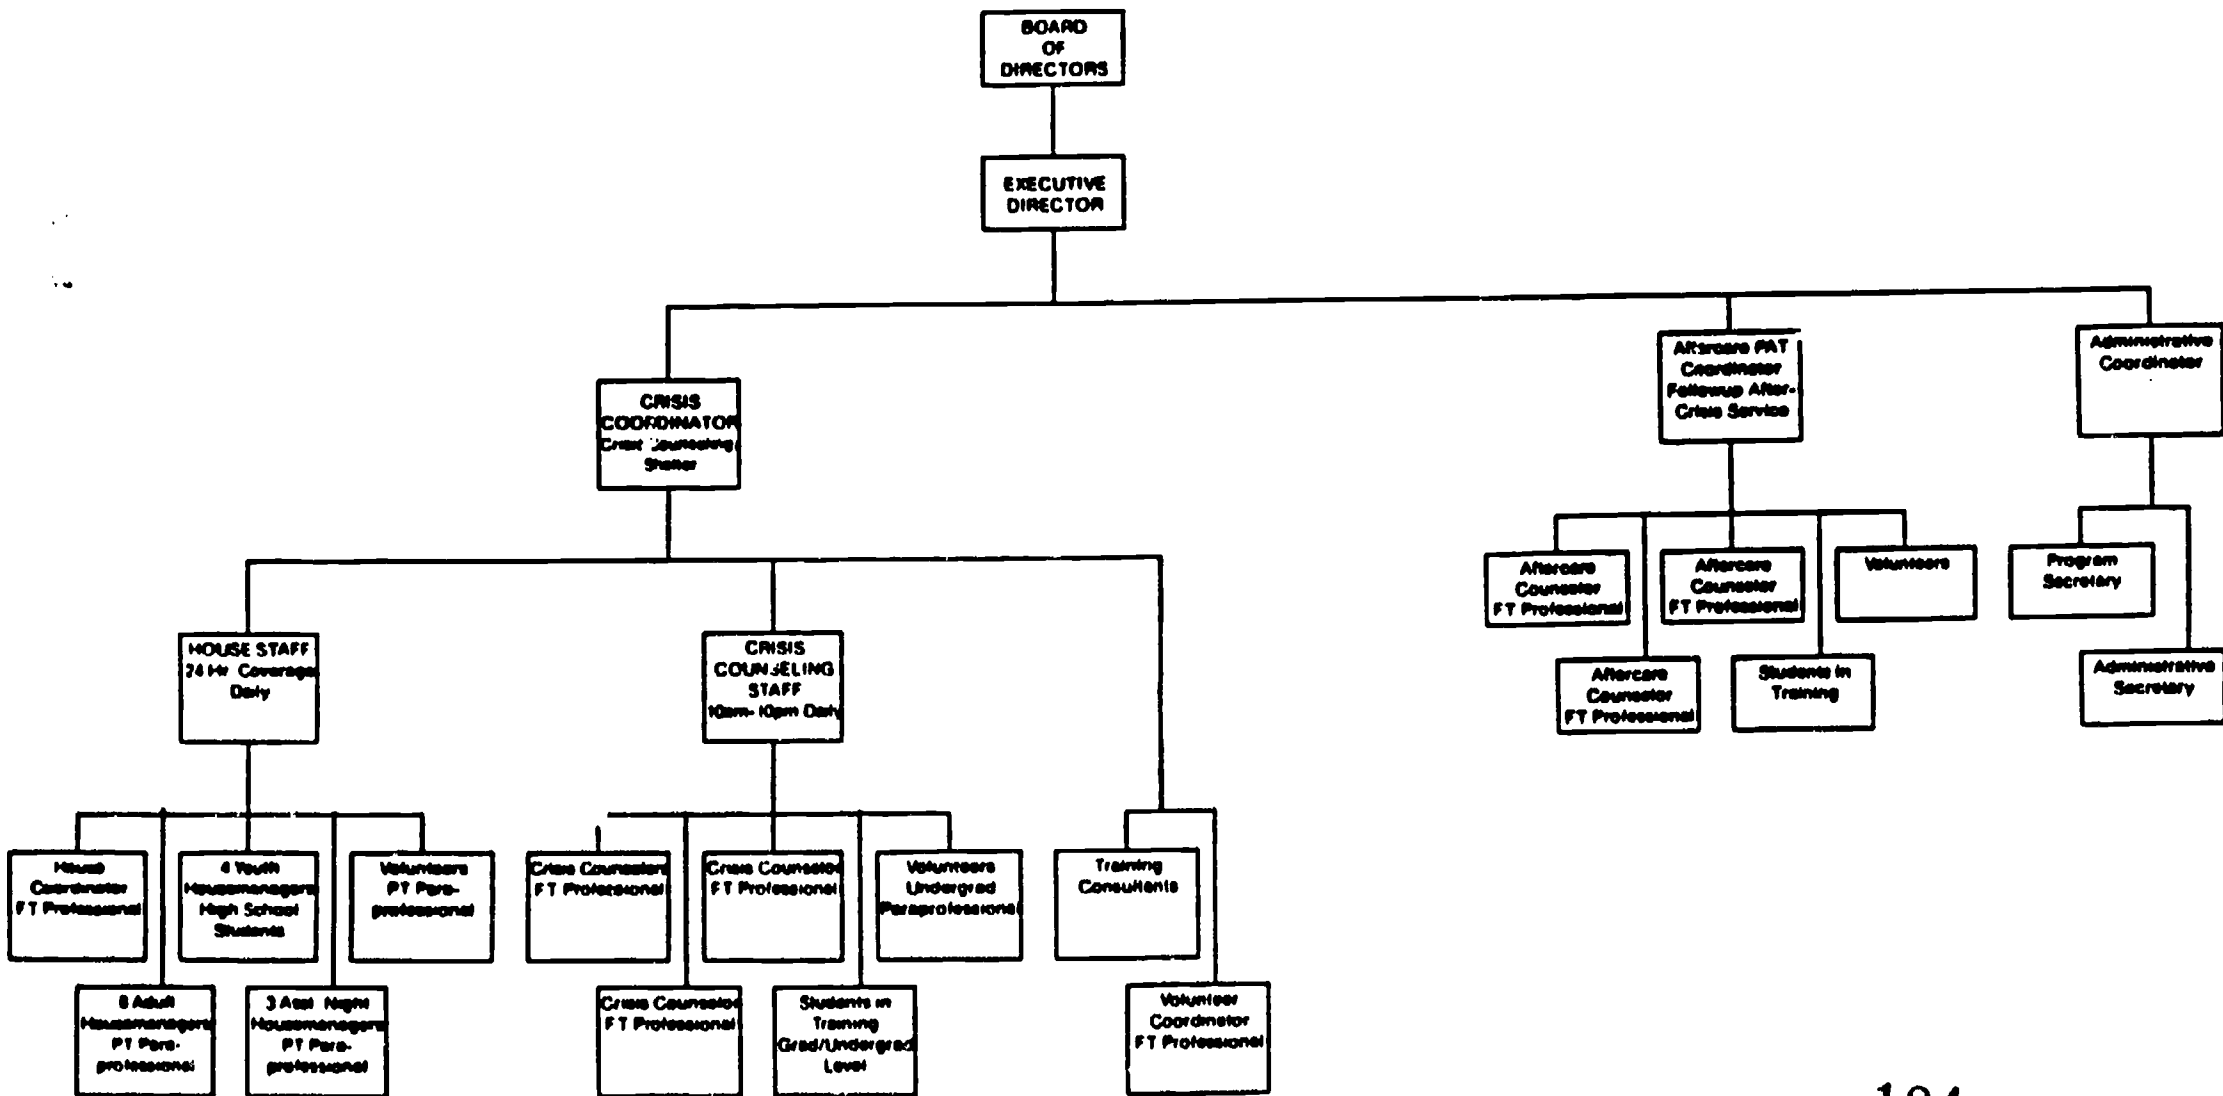 BOARD
OF
DIRECTORS
EXECUTIVE
DIRECTOR
CRISIS
COORDINATOR
Crisis Counseling
Shelter
Aftercare PAT
Coordinator
Followup After-
Crisis Service
Administrative
Coordinator
HOUSE STAFF
24 Hr Coverage
Daily
CRISIS
COUNSELING
STAFF
10am-10pm Daily
Aftercare
Counselor
FT Professional
Aftercare
Counselor
FT Professional
Volunteers
Program
Secretary
Aftercare
Counselor
FT Professional
Students in
Training
Administrative
Secretary
House
Coordinator
FT Professional
4 Youth
Housemanagers
High School
Students
Volunteers
PT Para-
professional
Crisis Counselors
FT Professional
Crisis Counselor
FT Professional
Volunteers
Undergrad
Paraprofessional
Training
Consultants
Adult
Housemanagers
PT Para-
professional
3 Asst Night
Housemanagers
PT Para-
professional
Crisis Counselor
FT Professional
Students in
Training
Grad/Undergrad
Level
Volunteer
Coordinator
FT Professional